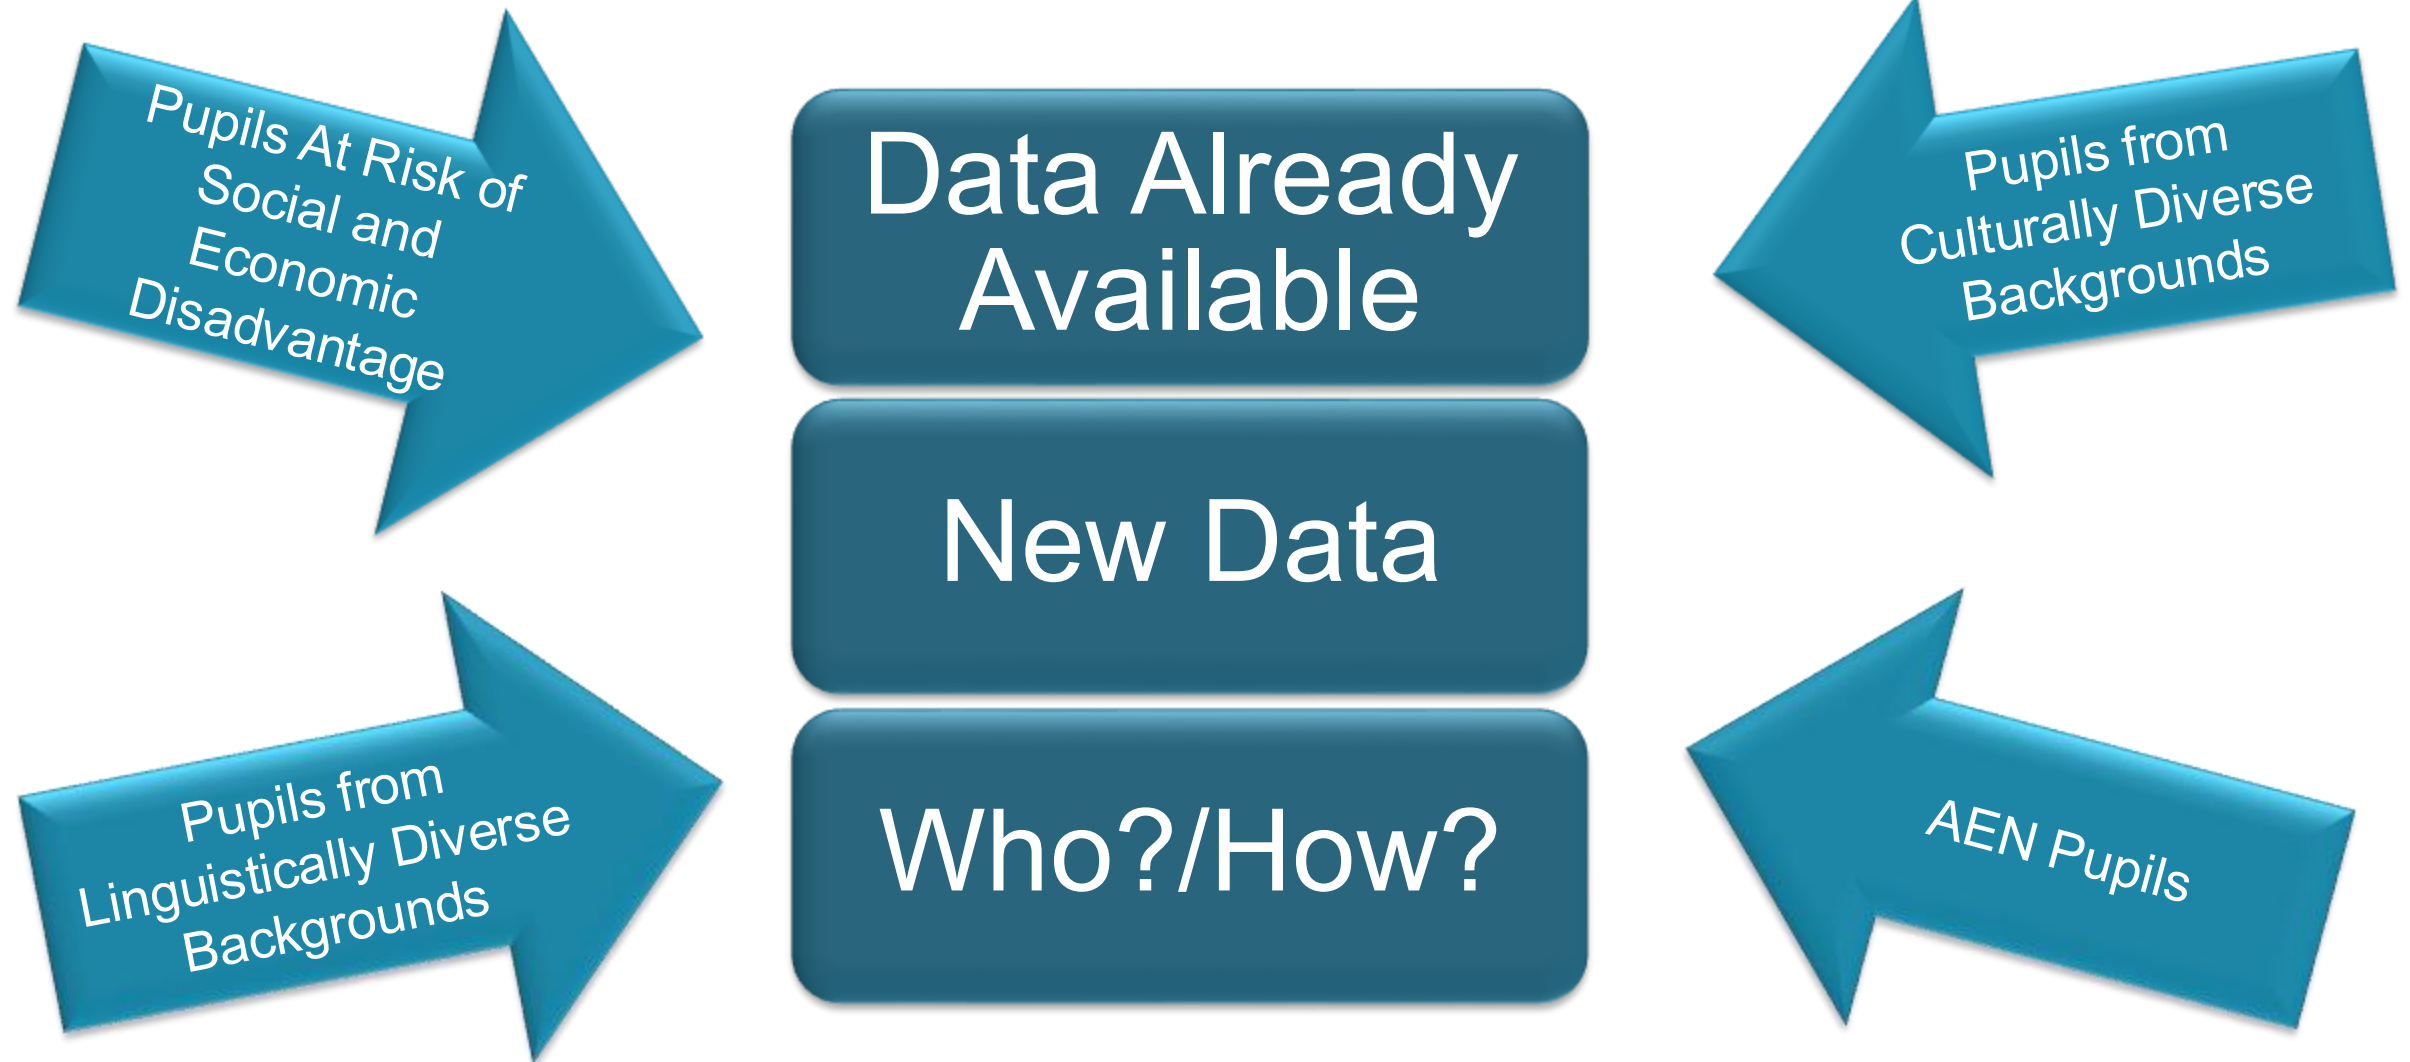 Pupils At Risk of
Social and
Economic
Disadvantage
Data Already
Available
Pupils from
Culturally Diverse
Backgrounds
New Data
Pupils from
Linguistically Diverse
Backgrounds
Who?/How?
AEN Pupils